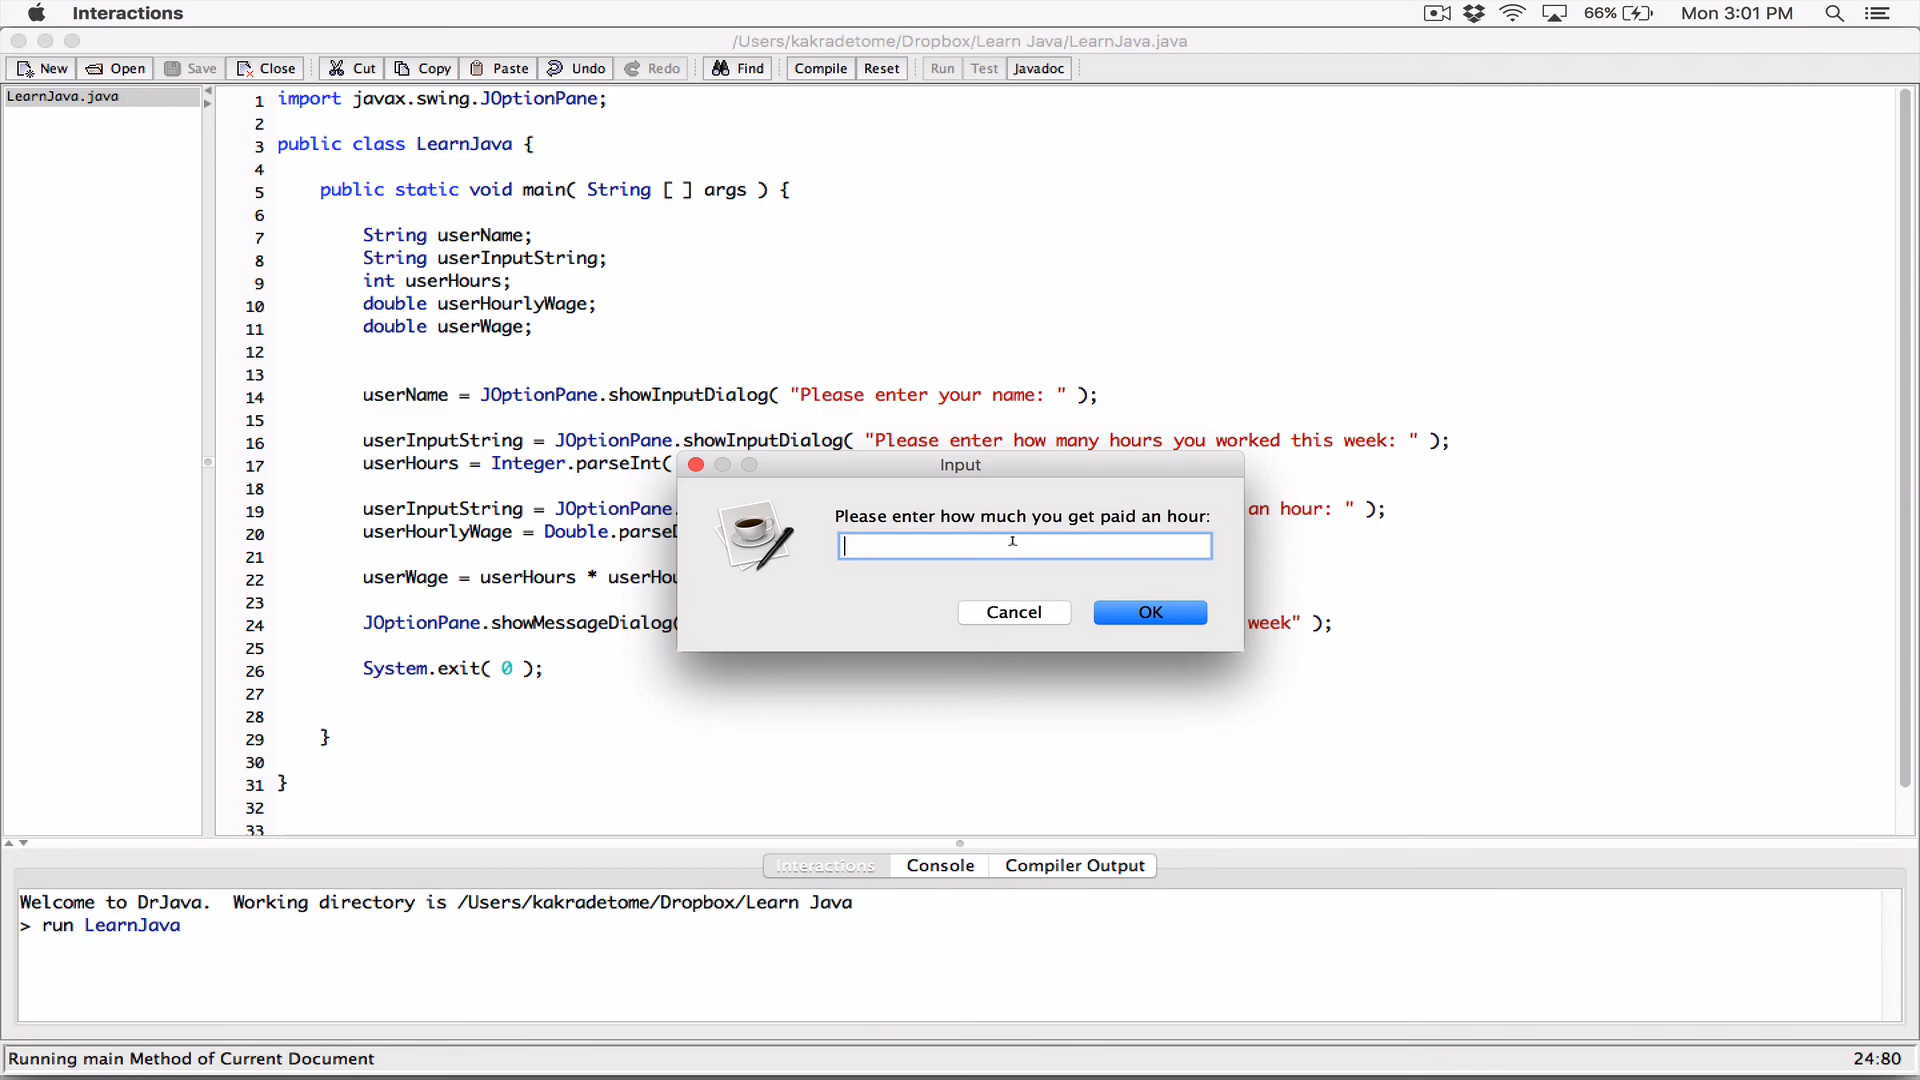 Interactions
66%
Mon 3:01 PM
/Users/kakradetome/Dropbox/Learn Java/LearnJava.java
New Open Save Close Cut Copy Paste Undo Redo Find Compile Reset Run Test Javadoc
LearnJava.java
1 import javax.swing.JOptionPane;
2
3 public class LearnJava {
4
5 public static void main( String [ ] args ) {
6
7 String userName;
8 String userInputString;
9 int userHours;
10 double userHourlyWage;
11 double userWage;
12
13
14 userName = JOptionPane.showInputDialog( "Please enter your name: " );
15
16 userInputString = JOptionPane.showInputDialog( "Please enter how many hours you worked this week: " );
17 userHours = Integer.parseInt(
18
19 userInputString = JOptionPane. an hour: " );
20 userHourlyWage = Double.parse
21
22 userWage = userHours *
23
24 JOptionPane.showMessageDialog( week" );
25
26 System.exit( 0 );
27
28
29 }
30
31 }
32
33
Input
Please enter how much you get paid an hour:
Cancel OK
Interactions Console Compiler Output
Welcome to DrJava. Working directory is /Users/kakradetome/Dropbox/Learn Java
> run LearnJava
Running main Method of Current Document 24:80